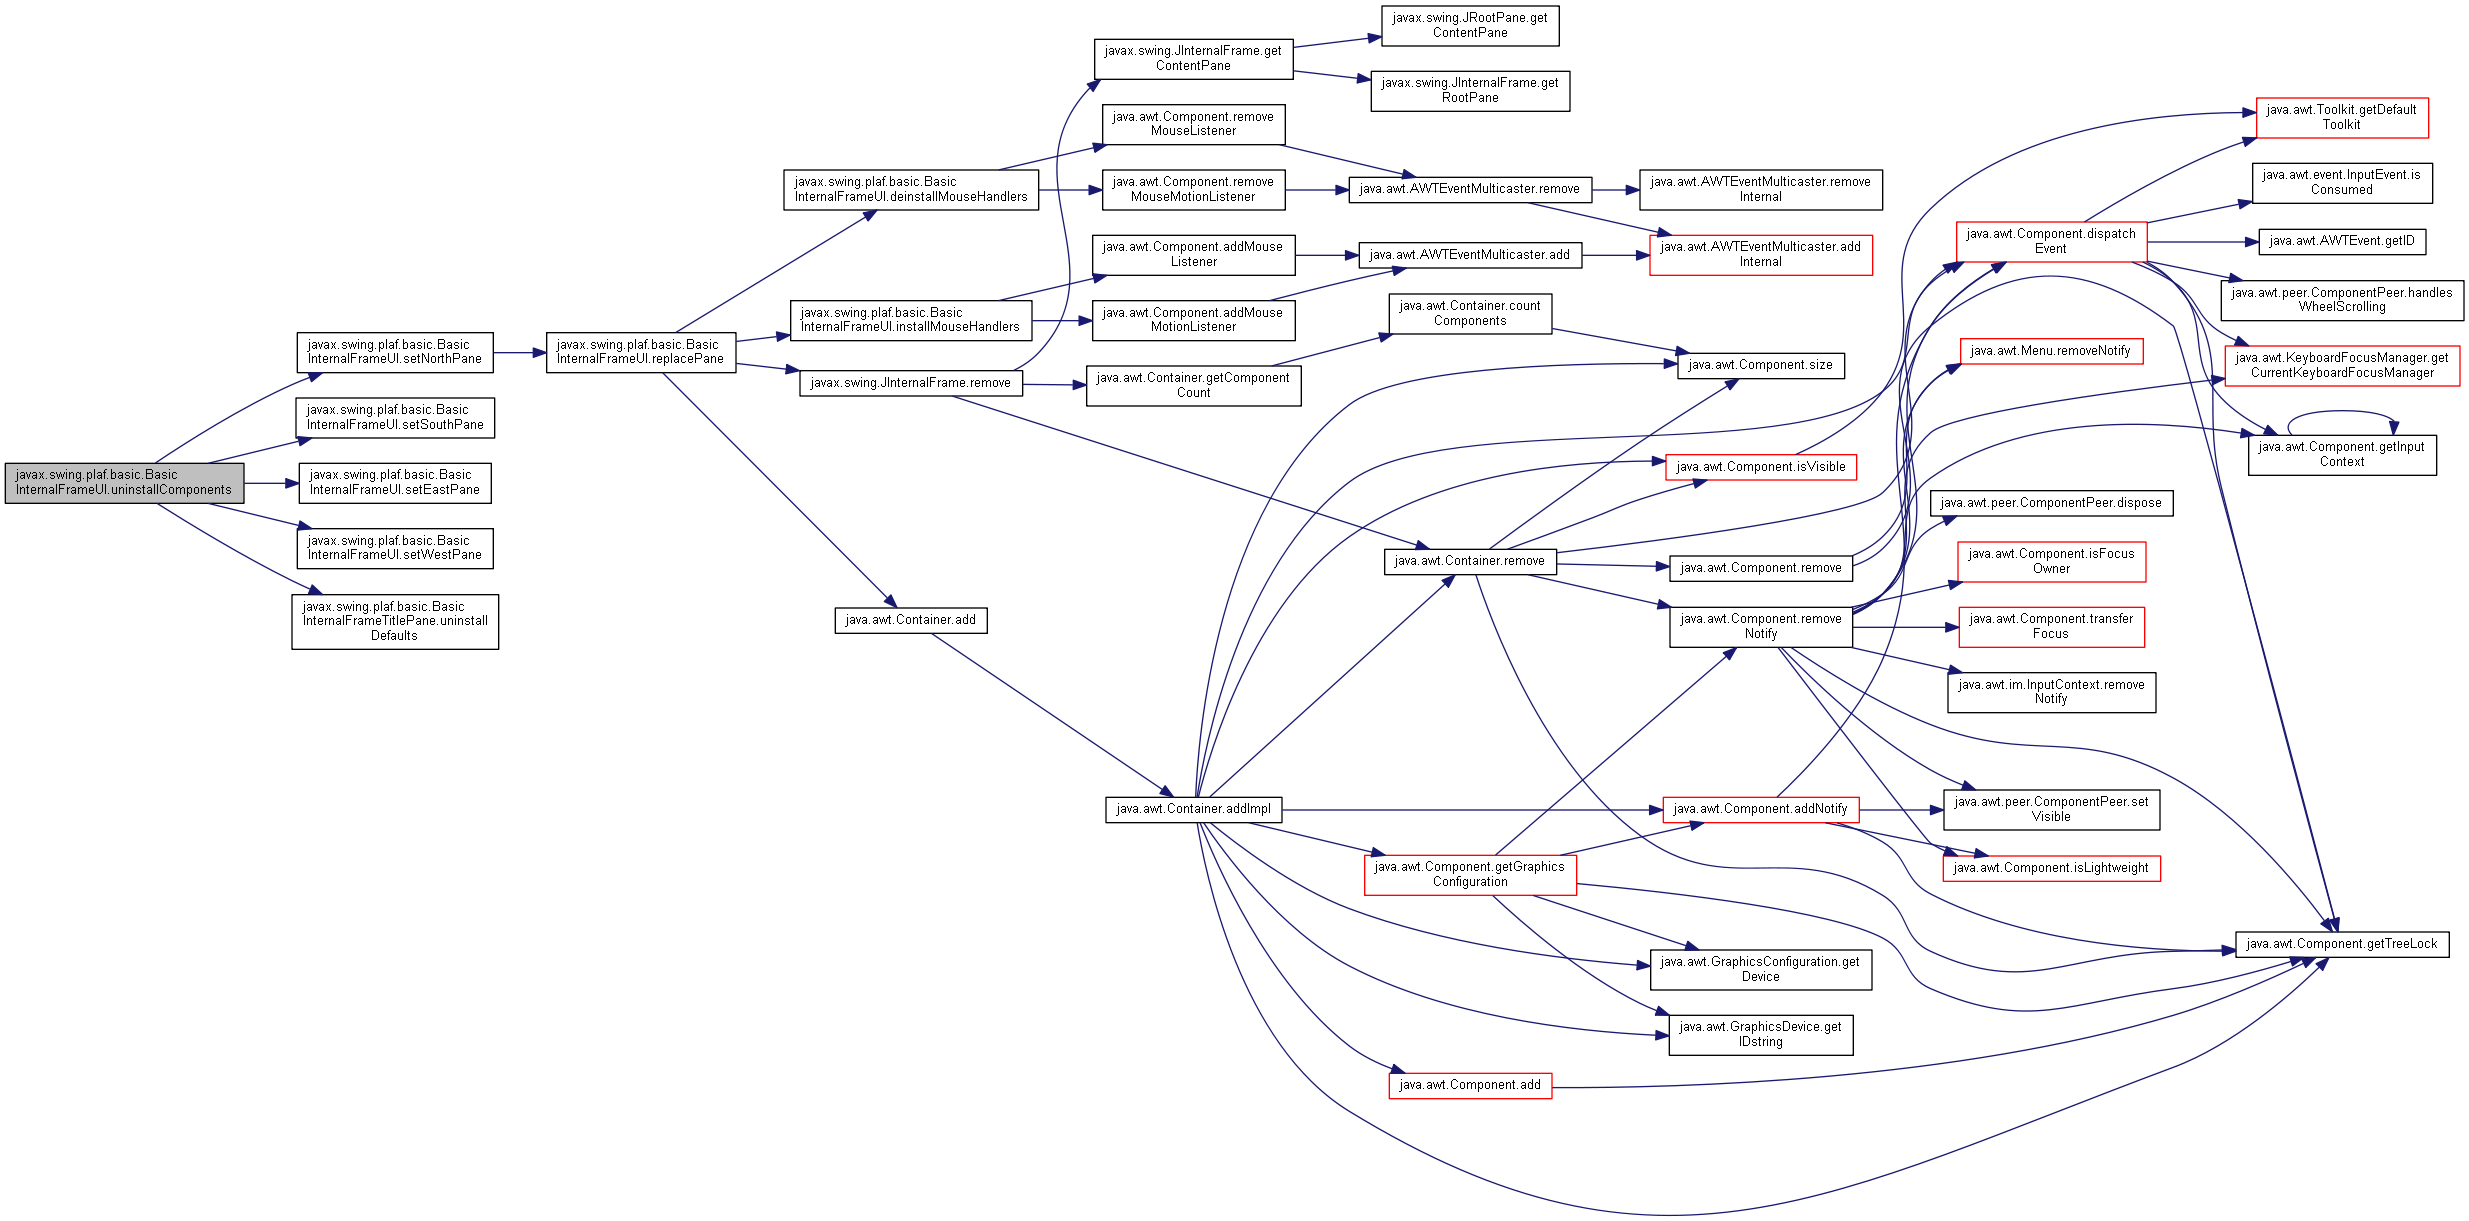 javax.swing.plaf.basic.Basic
InternalFrameUI.uninstallComponents
javax.swing.plaf.basic.Basic
InternalFrameUI.setNorthPane
javax.swing.plaf.basic.Basic
InternalFrameUI.setSouthPane
javax.swing.plaf.basic.Basic
InternalFrameUI.setEastPane
javax.swing.plaf.basic.Basic
InternalFrameUI.setWestPane
javax.swing.plaf.basic.Basic
InternalFrameTitlePane.uninstall
Defaults
javax.swing.plaf.basic.Basic
InternalFrameUI.replacePane
javax.swing.plaf.basic.Basic
InternalFrameUI.deinstallMouseHandlers
javax.swing.plaf.basic.Basic
InternalFrameUI.installMouseHandlers
javax.swing.JInternalFrame.remove
java.awt.Container.add
javax.swing.JInternalFrame.get
ContentPane
java.awt.Component.remove
MouseListener
java.awt.Component.remove
MouseMotionListener
java.awt.Component.addMouse
Listener
java.awt.Component.addMouse
MotionListener
java.awt.Container.getComponent
Count
java.awt.Container.addImpl
javax.swing.JRootPane.get
ContentPane
javax.swing.JInternalFrame.get
RootPane
java.awt.AWTEventMulticaster.remove
java.awt.AWTEventMulticaster.add
java.awt.Container.count
Components
java.awt.Container.remove
java.awt.Component.getGraphics
Configuration
java.awt.Component.add
java.awt.AWTEventMulticaster.remove
Internal
java.awt.AWTEventMulticaster.add
Internal
java.awt.Component.size
java.awt.Component.isVisible
java.awt.Component.remove
java.awt.Component.remove
Notify
java.awt.Component.addNotify
java.awt.GraphicsConfiguration.get
Device
java.awt.GraphicsDevice.get
IDstring
java.awt.Component.dispatch
Event
java.awt.Menu.removeNotify
java.awt.peer.ComponentPeer.dispose
java.awt.Component.isFocus
Owner
java.awt.Component.transfer
Focus
java.awt.im.InputContext.remove
Notify
java.awt.peer.ComponentPeer.set
Visible
java.awt.Component.isLightweight
java.awt.Toolkit.getDefault
Toolkit
java.awt.event.InputEvent.is
Consumed
java.awt.AWTEvent.getID
java.awt.peer.ComponentPeer.handles
WheelScrolling
java.awt.KeyboardFocusManager.get
CurrentKeyboardFocusManager
java.awt.Component.getInput
Context
java.awt.Component.getTreeLock